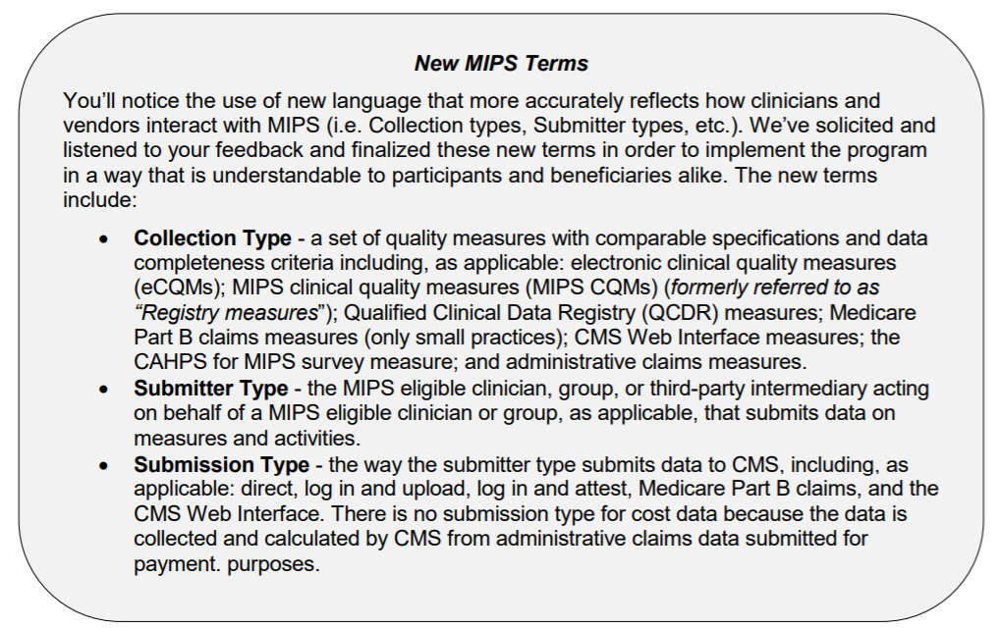 New MIPS Terms
You’ll notice the use of new language that more accurately reflects how clinicians and
vendors interact with MIPS (i.e. Collection types, Submitter types, etc.). We’ve solicited and
listened to your feedback and finalized these new terms in order to implement the program
in a way that is understandable to participants and beneficiaries alike. The new terms
include:
• Collection Type - a set of quality measures with comparable specifications and data
completeness criteria including, as applicable: electronic clinical quality measures
(eCQMs); MIPS clinical quality measures (MIPS CQMs) (formerly referred to as
“Registry measures”); Qualified Clinical Data Registry (QCDR) measures; Medicare
Part B claims measures (only small practices); CMS Web Interface measures; the
CAHPS for MIPS survey measure; and administrative claims measures.
• Submitter Type - the MIPS eligible clinician, group, or third-party intermediary acting
on behalf of a MIPS eligible clinician or group, as applicable, that submits data on
measures and activities.
• Submission Type - the way the submitter type submits data to CMS, including, as
applicable: direct, log in and upload, log in and attest, Medicare Part B claims, and the
CMS Web Interface. There is no submission type for cost data because the data is
collected and calculated by CMS from administrative claims data submitted for
payment. purposes.